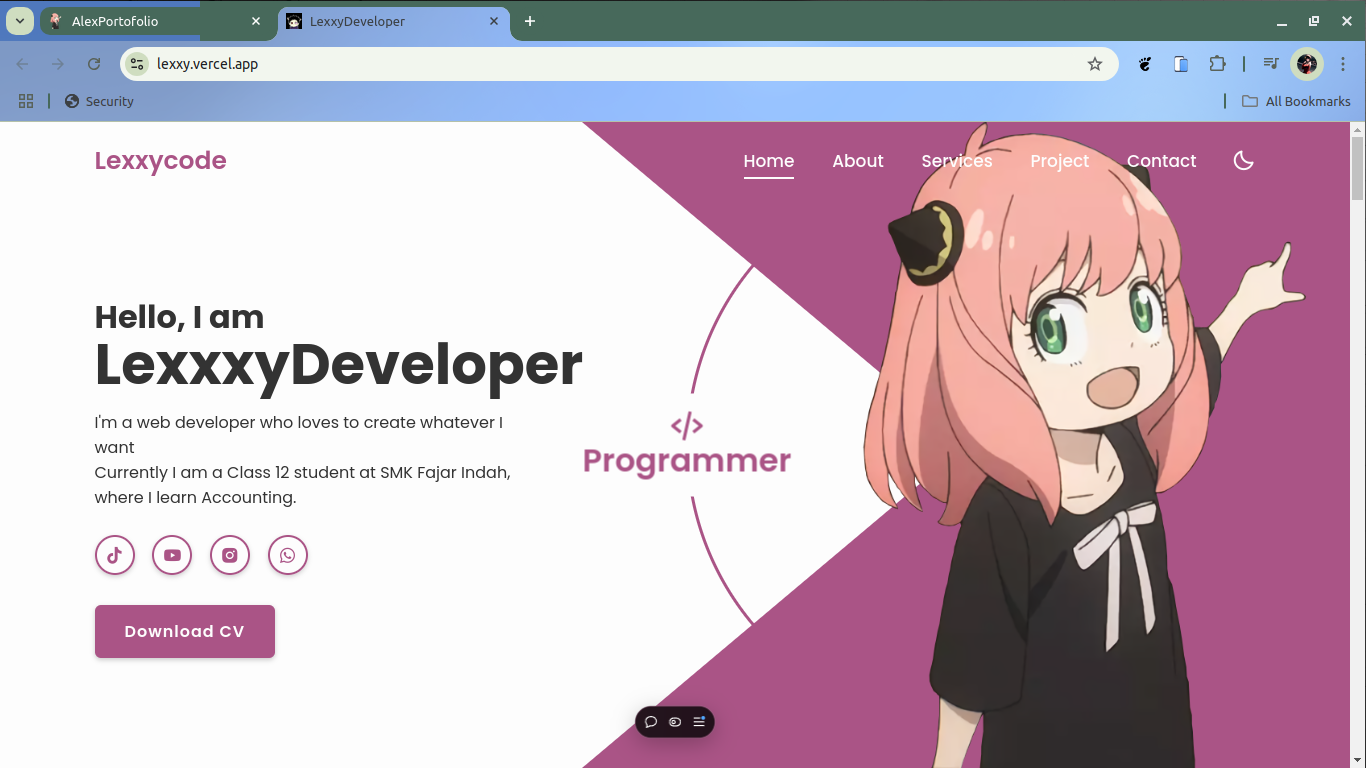 AlexPortofolio
LexxyDeveloper
lexxy.vercel.app
Security
All Bookmarks
Lexxycode
Home About Services Project Contact
Hello, I am
LexxxyDeveloper
I'm a web developer who loves to create whatever I
want
Currently I am a Class 12 student at SMK Fajar Indah,
where I learn Accounting.
</>
Programmer
Download CV